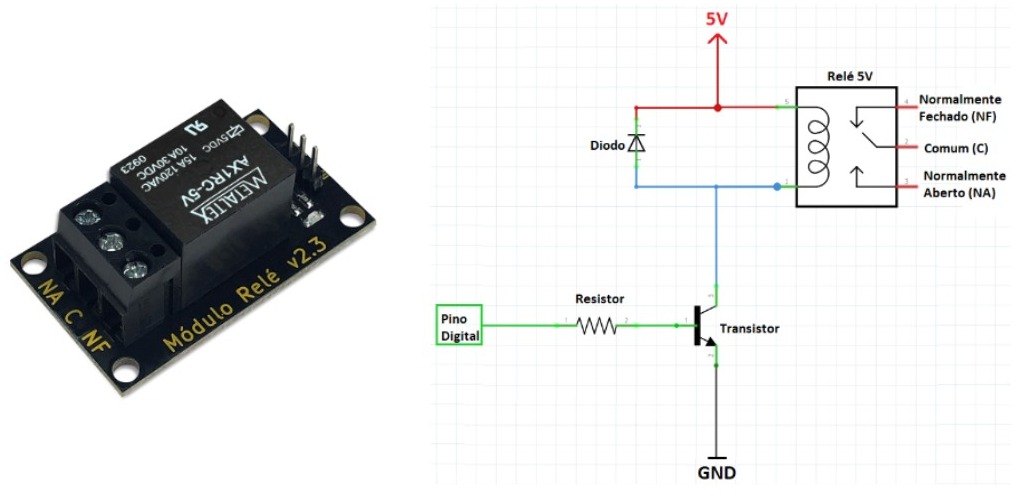 5VDC
15A 120VAC
10A 30VDC
0923
METALTEX
AX1RC-5V
NA C NF
Módulo Relé v2.3
5V
Relé 5V
Diodo
Normalmente
Fechado (NF)
Comum (C)
Normalmente
Aberto (NA)
Resistor
Pino
Digital
Transistor
GND